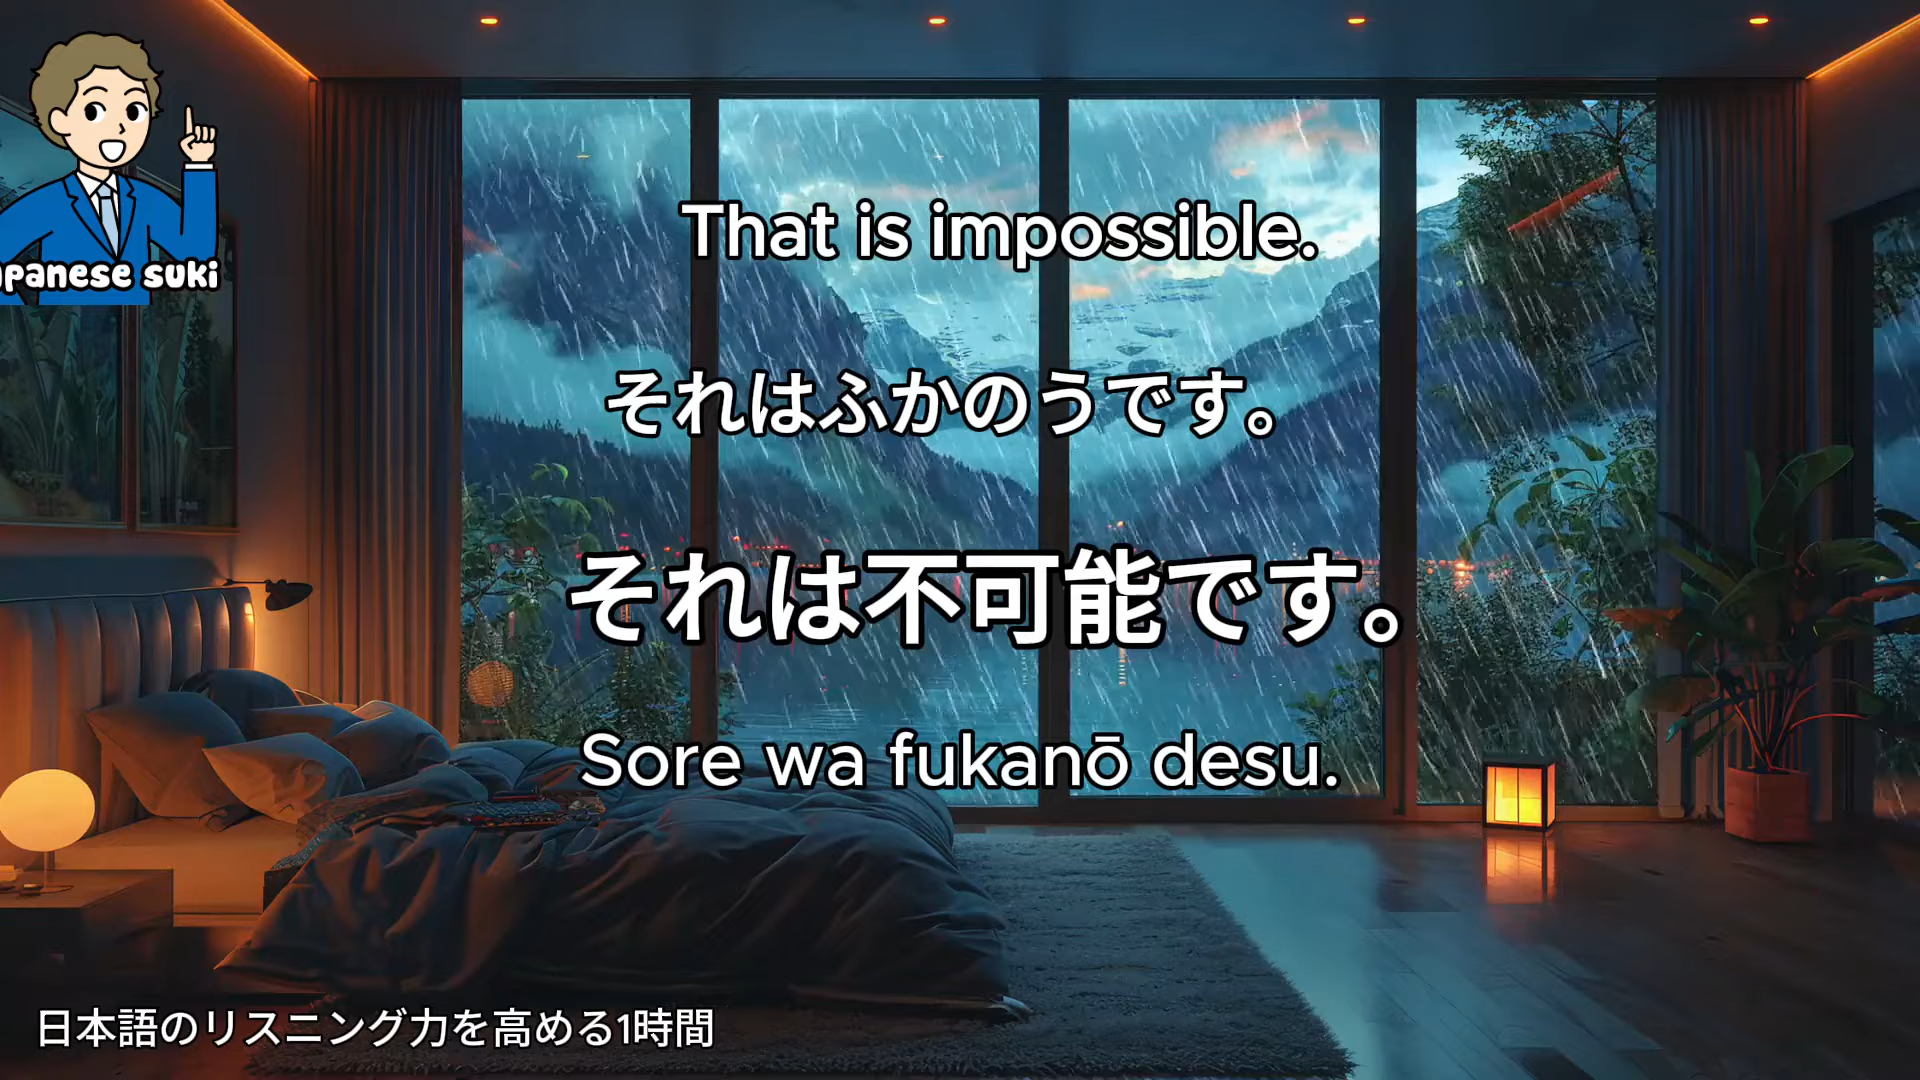 That is impossible.
それはふかのうです。
それは不可能です。
Sore wa fukanō desu.
apanese suki
日本語のリスニング力を高める1時間